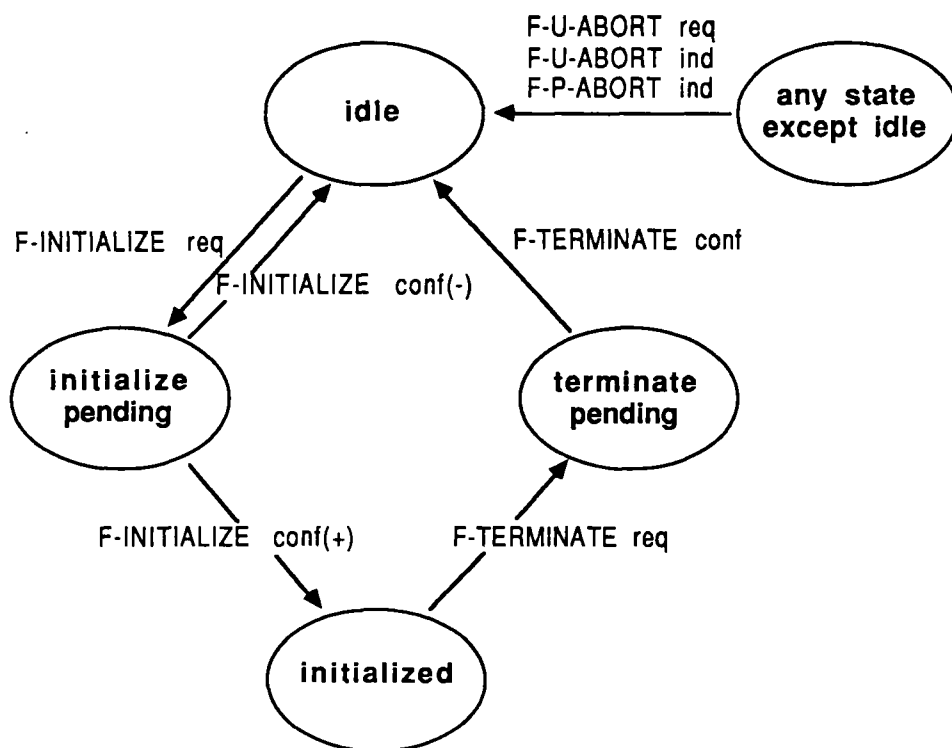 F-U-ABORT req
F-U-ABORT ind
F-P-ABORT ind
idle
any state
except idle
F-INITIALIZE req
F-TERMINATE conf
F-INITIALIZE conf(-)
initialize
pending
terminate
pending
F-INITIALIZE conf(+)
F-TERMINATE req
initialized